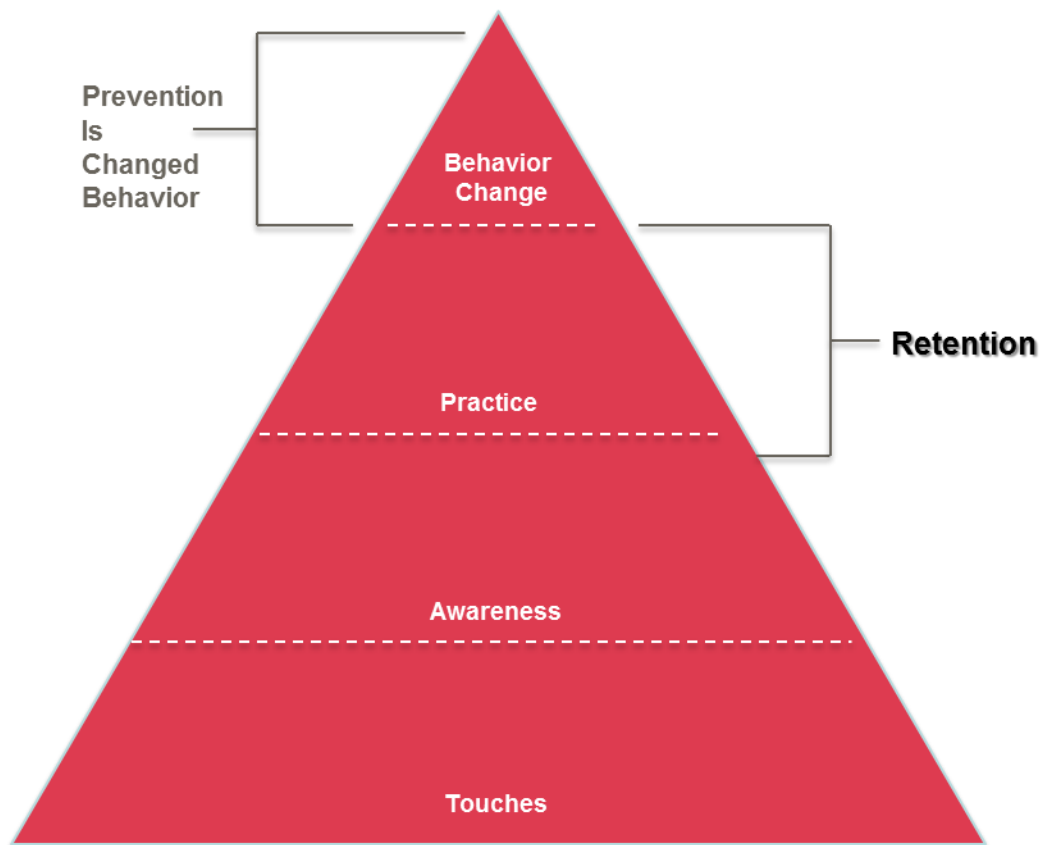 Prevention
Is
Changed
Behavior
Behavior
Change
Retention
Practice
Awareness
Touches